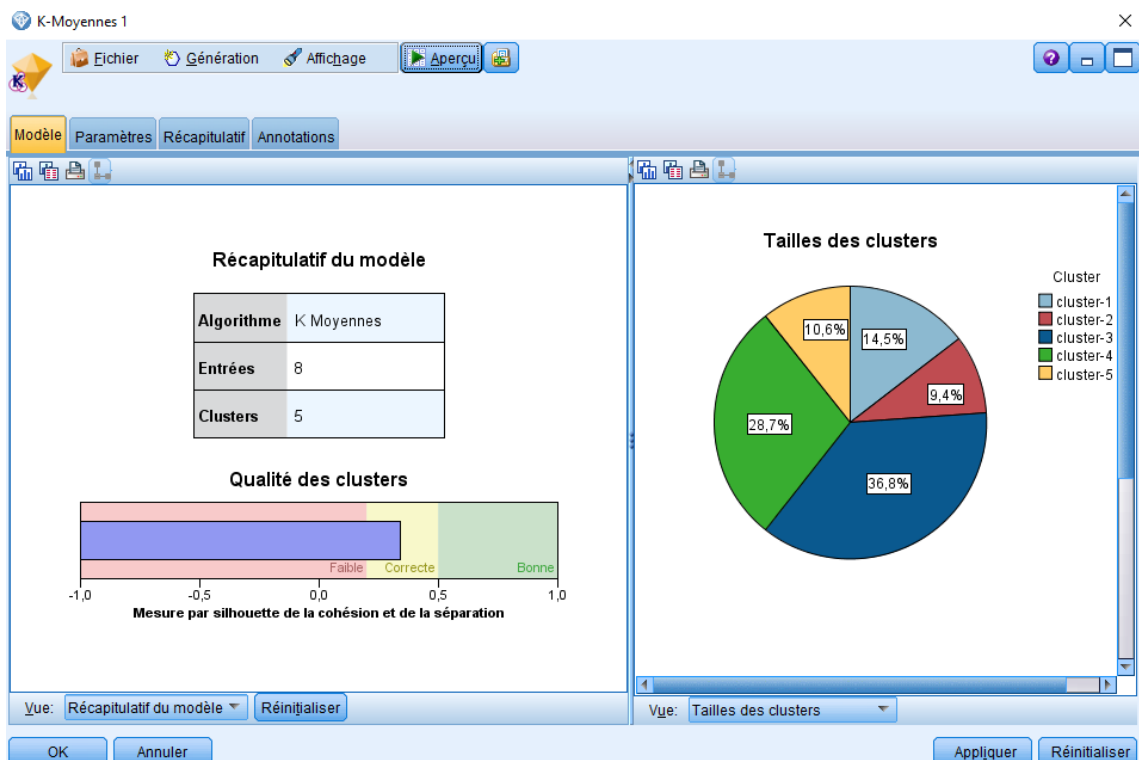 K-Moyennes 1
Fichier Génération Affichage Aperçu
Modèle Paramètres Récapitulatif Annotations
Récapitulatif du modèle
Algorithme K Moyennes
Entrées 8
Clusters 5
Qualité des clusters
Faible Correcte Bonne
-1,0 -0,5 0,0 0,5 1,0
Mesure par silhouette de la cohésion et de la séparation
Vue: Récapitulatif du modèle Réinitialiser
Tailles des clusters
Cluster
cluster-1
cluster-2
cluster-3
cluster-4
cluster-5
10,6%
14,5%
9,4%
28,7%
36,8%
Vue: Tailles des clusters
OK Annuler Appliquer Réinitialiser